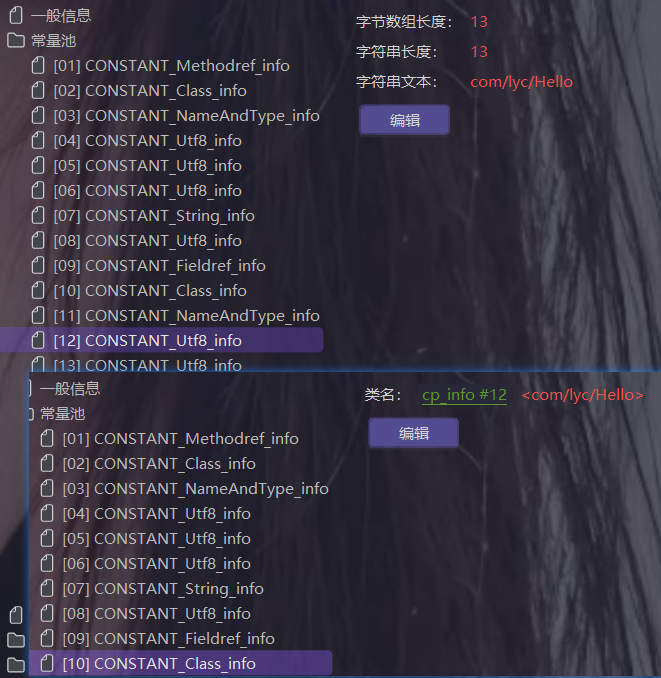 一般信息
常量池
[01] CONSTANT_Methodref_info
[02] CONSTANT_Class_info
[03] CONSTANT_NameAndType_info
[04] CONSTANT_Utf8_info
[05] CONSTANT_Utf8_info
[06] CONSTANT_Utf8_info
[07] CONSTANT_String_info
[08] CONSTANT_Utf8_info
[09] CONSTANT_Fieldref_info
[10] CONSTANT_Class_info
[11] CONSTANT_NameAndType_info
[12] CONSTANT_Utf8_info
[13] CONSTANT_Utf8_info
字节数组长度： 13
字符串长度： 13
字符串文本： com/lyc/Hello
编辑
一般信息
常量池
[01] CONSTANT_Methodref_info
[02] CONSTANT_Class_info
[03] CONSTANT_NameAndType_info
[04] CONSTANT_Utf8_info
[05] CONSTANT_Utf8_info
[06] CONSTANT_Utf8_info
[07] CONSTANT_String_info
[08] CONSTANT_Utf8_info
[09] CONSTANT_Fieldref_info
[10] CONSTANT_Class_info
类名： cp_info #12 <com/lyc/Hello>
编辑